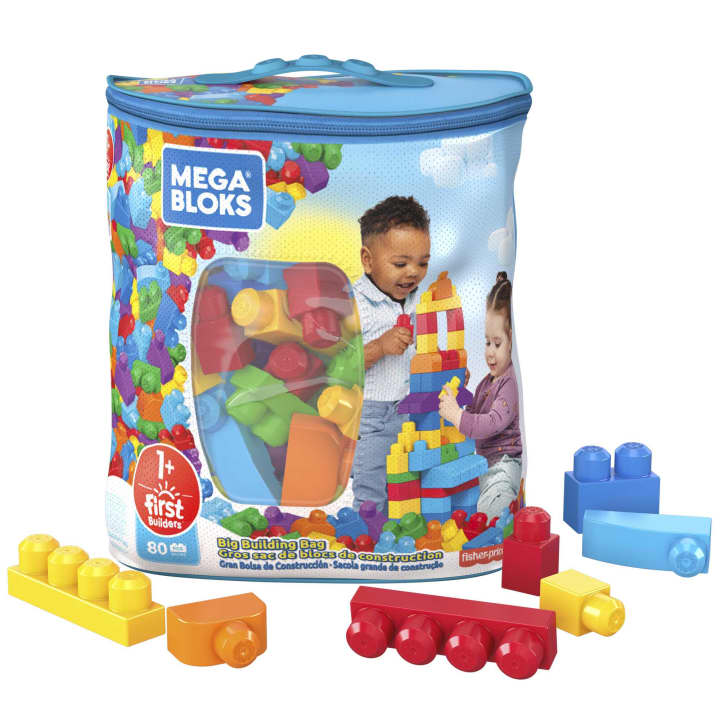 MEGA®
BLOKS
1+
first
Builders™
80
Big Building Bag
Gros sac de blocs de construction
Gran Bolsa de Construcción • Sacola grande de construção
fisher-price